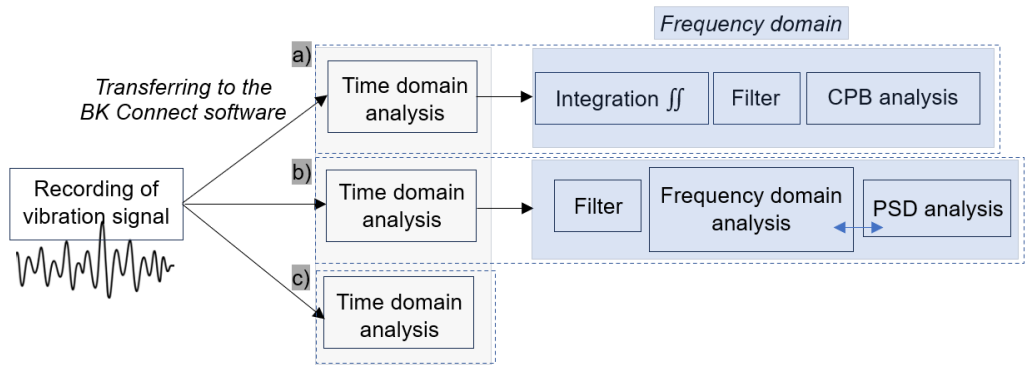 Frequency domain
a)
Transferring to the
BK Connect software
Time domain
analysis
Integration ∬
Filter
CPB analysis
Recording of
vibration signal
b)
Time domain
analysis
Filter
Frequency domain
analysis
PSD analysis
c)
Time domain
analysis